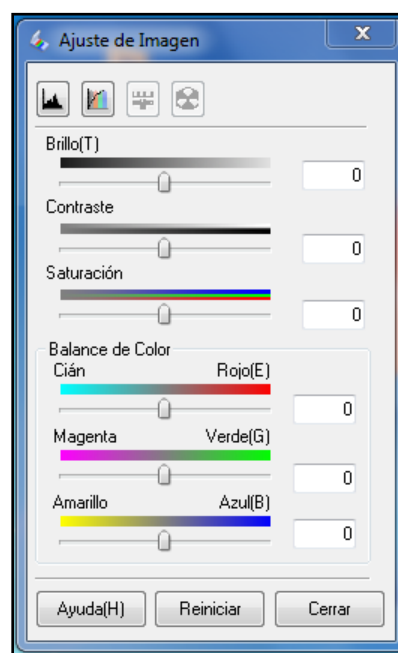 Ajuste de Imagen
Brillo(T)
0
Contraste
0
Saturación
0
Balance de Color
Cián Rojo(E)
0
Magenta Verde(G)
0
Amarillo Azul(B)
0
Ayuda(H) Reiniciar Cerrar